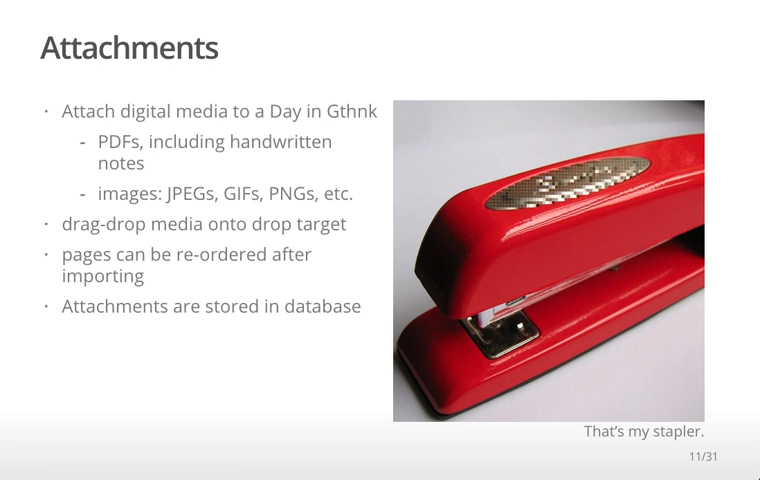 Attachments
· Attach digital media to a Day in Gthnk
- PDFs, including handwritten
notes
- images: JPEGs, GIFs, PNGs, etc.
· drag-drop media onto drop target
· pages can be re-ordered after
importing
· Attachments are stored in database
That’s my stapler.
11/31